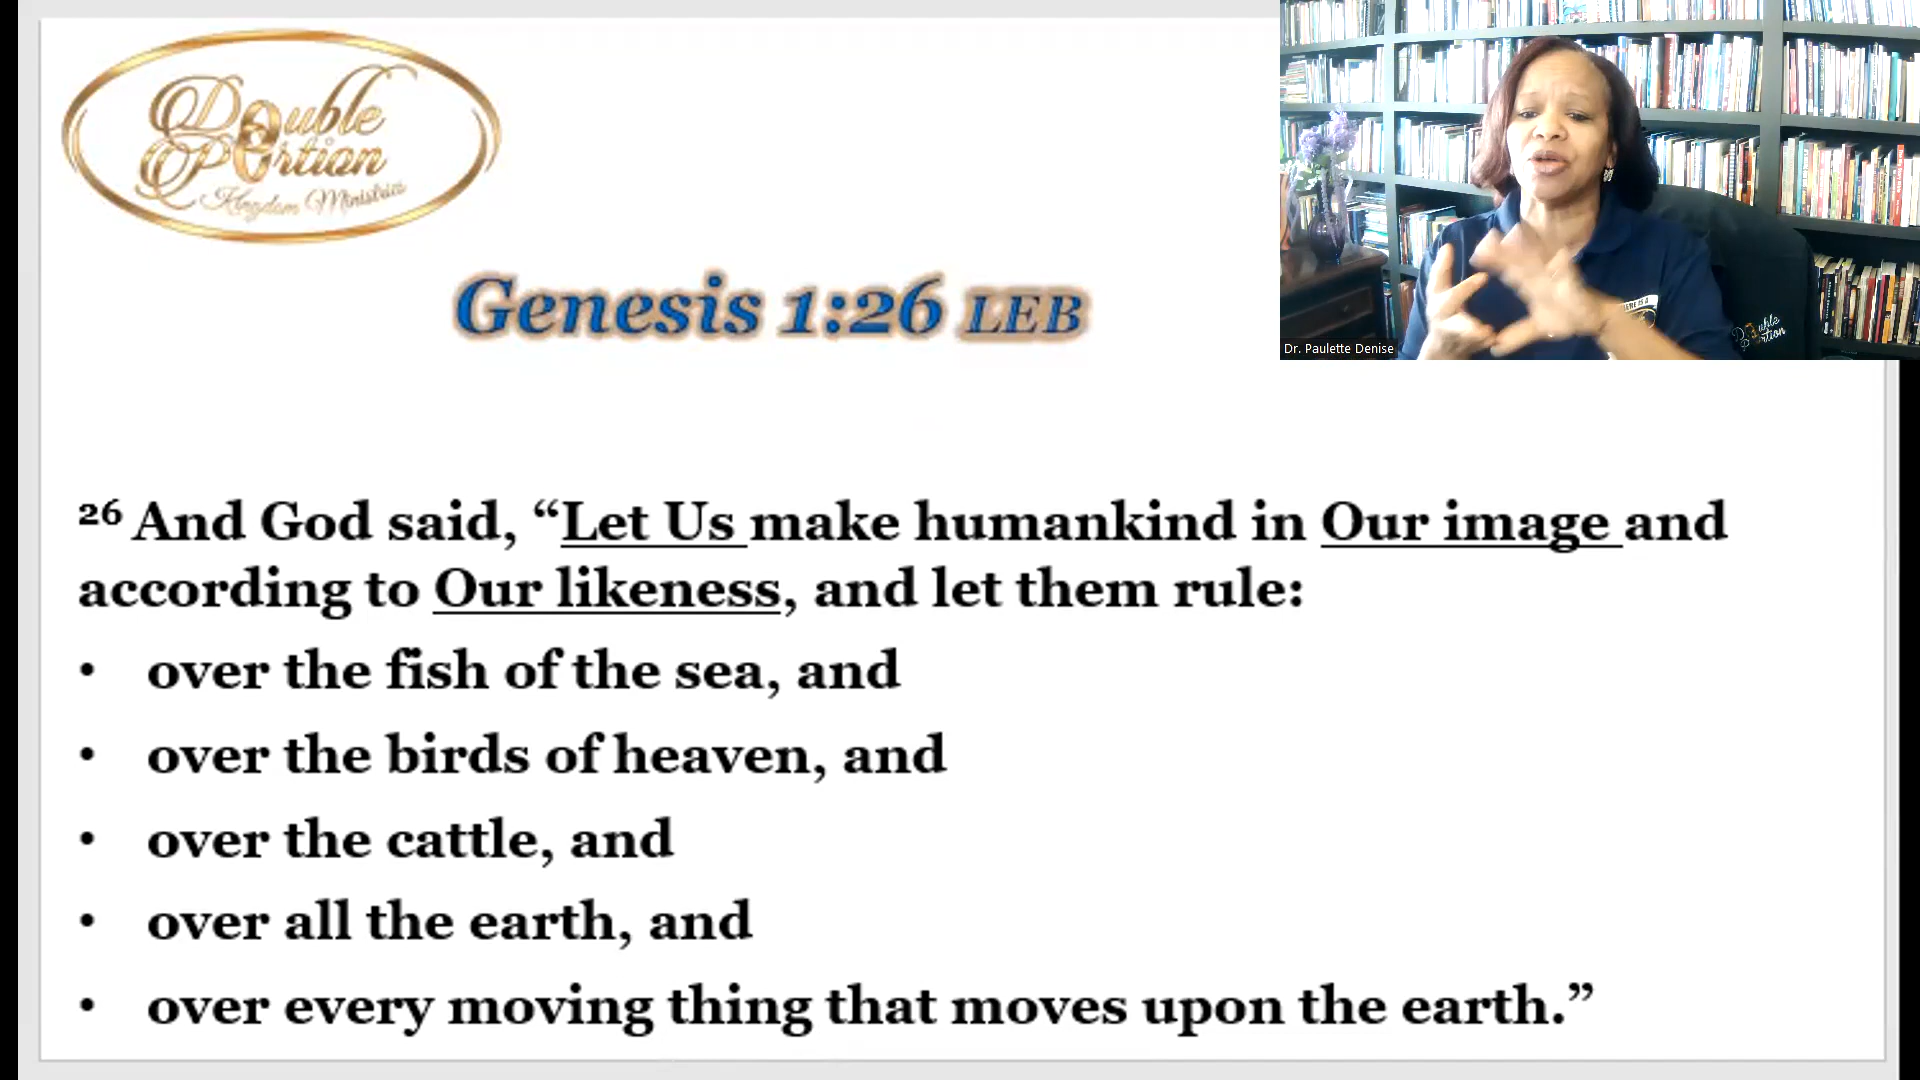 Double
Portion
Kingdom Ministries
Genesis 1:26 LEB
Dr. Paulette Denise
uble
rtion
26 And God said, “Let Us make humankind in Our image and
according to Our likeness, and let them rule:
• over the fish of the sea, and
• over the birds of heaven, and
• over the cattle, and
• over all the earth, and
• over every moving thing that moves upon the earth.”